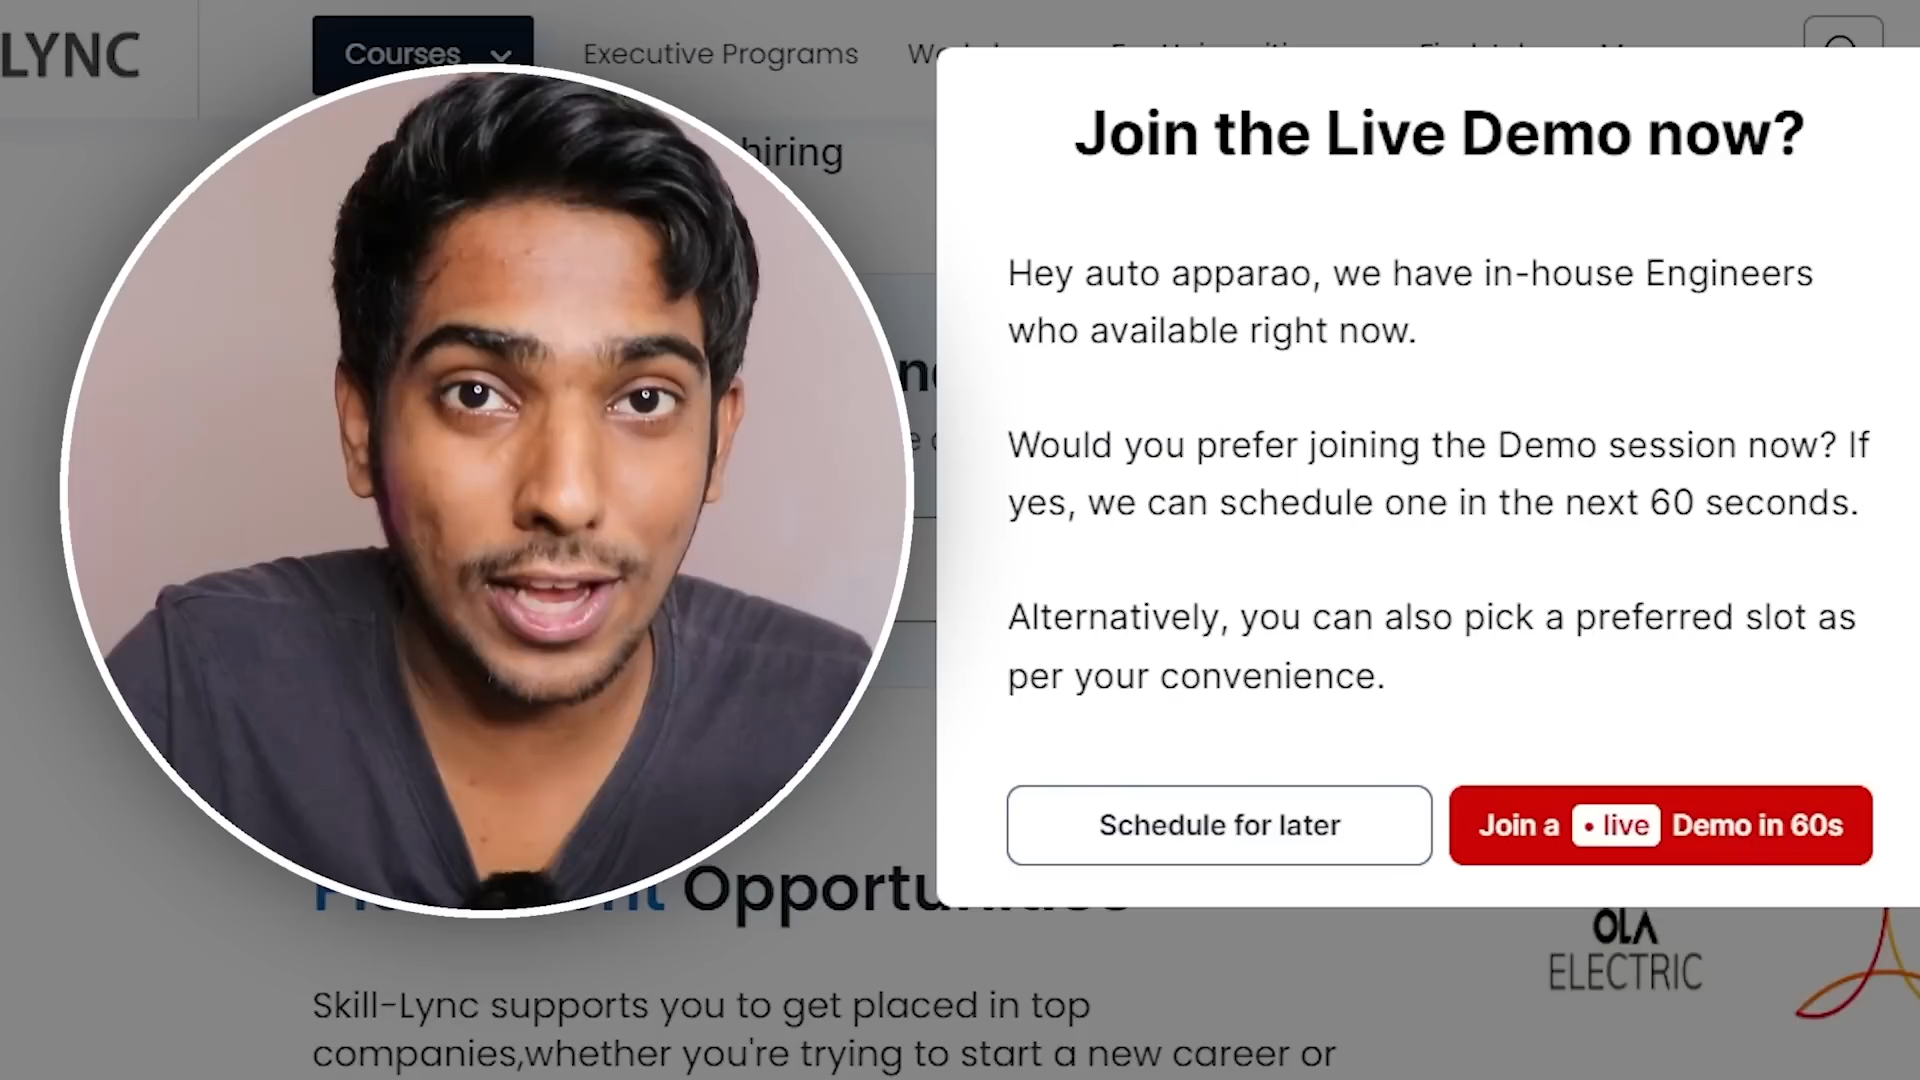 LYNC
Courses
Executive Programs
hiring
Join the Live Demo now?
Hey auto apparao, we have in-house Engineers
who available right now.
Would you prefer joining the Demo session now? If
yes, we can schedule one in the next 60 seconds.
Alternatively, you can also pick a preferred slot as
per your convenience.
Schedule for later
Join a • live Demo in 60s
OLA
ELECTRIC
Skill-Lync supports you to get placed in top
companies,whether you're trying to start a new career or